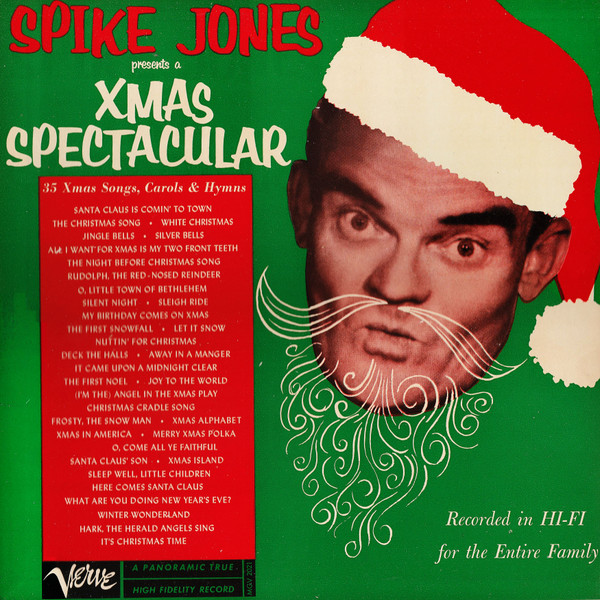 SPIKE JONES
presents a
XMAS
SPECTACULAR
35 Xmas Songs, Carols & Hymns
SANTA CLAUS IS COMIN' TO TOWN
THE CHRISTMAS SONG • WHITE CHRISTMAS
JINGLE BELLS • SILVER BELLS
ALL I WANT FOR XMAS IS MY TWO FRONT TEETH
THE NIGHT BEFORE CHRISTMAS SONG
RUDOLPH, THE RED-NOSED REINDEER
O, LITTLE TOWN OF BETHLEHEM
SILENT NIGHT • SLEIGH RIDE
MY BIRTHDAY COMES ON XMAS
THE FIRST SNOWFALL • LET IT SNOW
NUTTIN' FOR CHRISTMAS
DECK THE HALLS • AWAY IN A MANGER
IT CAME UPON A MIDNIGHT CLEAR
THE FIRST NOEL • JOY TO THE WORLD
(I'M THE) ANGEL IN THE XMAS PLAY
CHRISTMAS CRADLE SONG
FROSTY, THE SNOW MAN • XMAS ALPHABET
XMAS IN AMERICA • MERRY XMAS POLKA
O, COME ALL YE FAITHFUL
SANTA CLAUS' SON • XMAS ISLAND
SLEEP WELL, LITTLE CHILDREN
HERE COMES SANTA CLAUS
WHAT ARE YOU DOING NEW YEAR'S EVE?
WINTER WONDERLAND
HARK, THE HERALD ANGELS SING
IT'S CHRISTMAS TIME
Recorded in HI-FI
for the Entire Family
Verve
A PANORAMIC TRUE
HIGH FIDELITY RECORD
MGV 2021